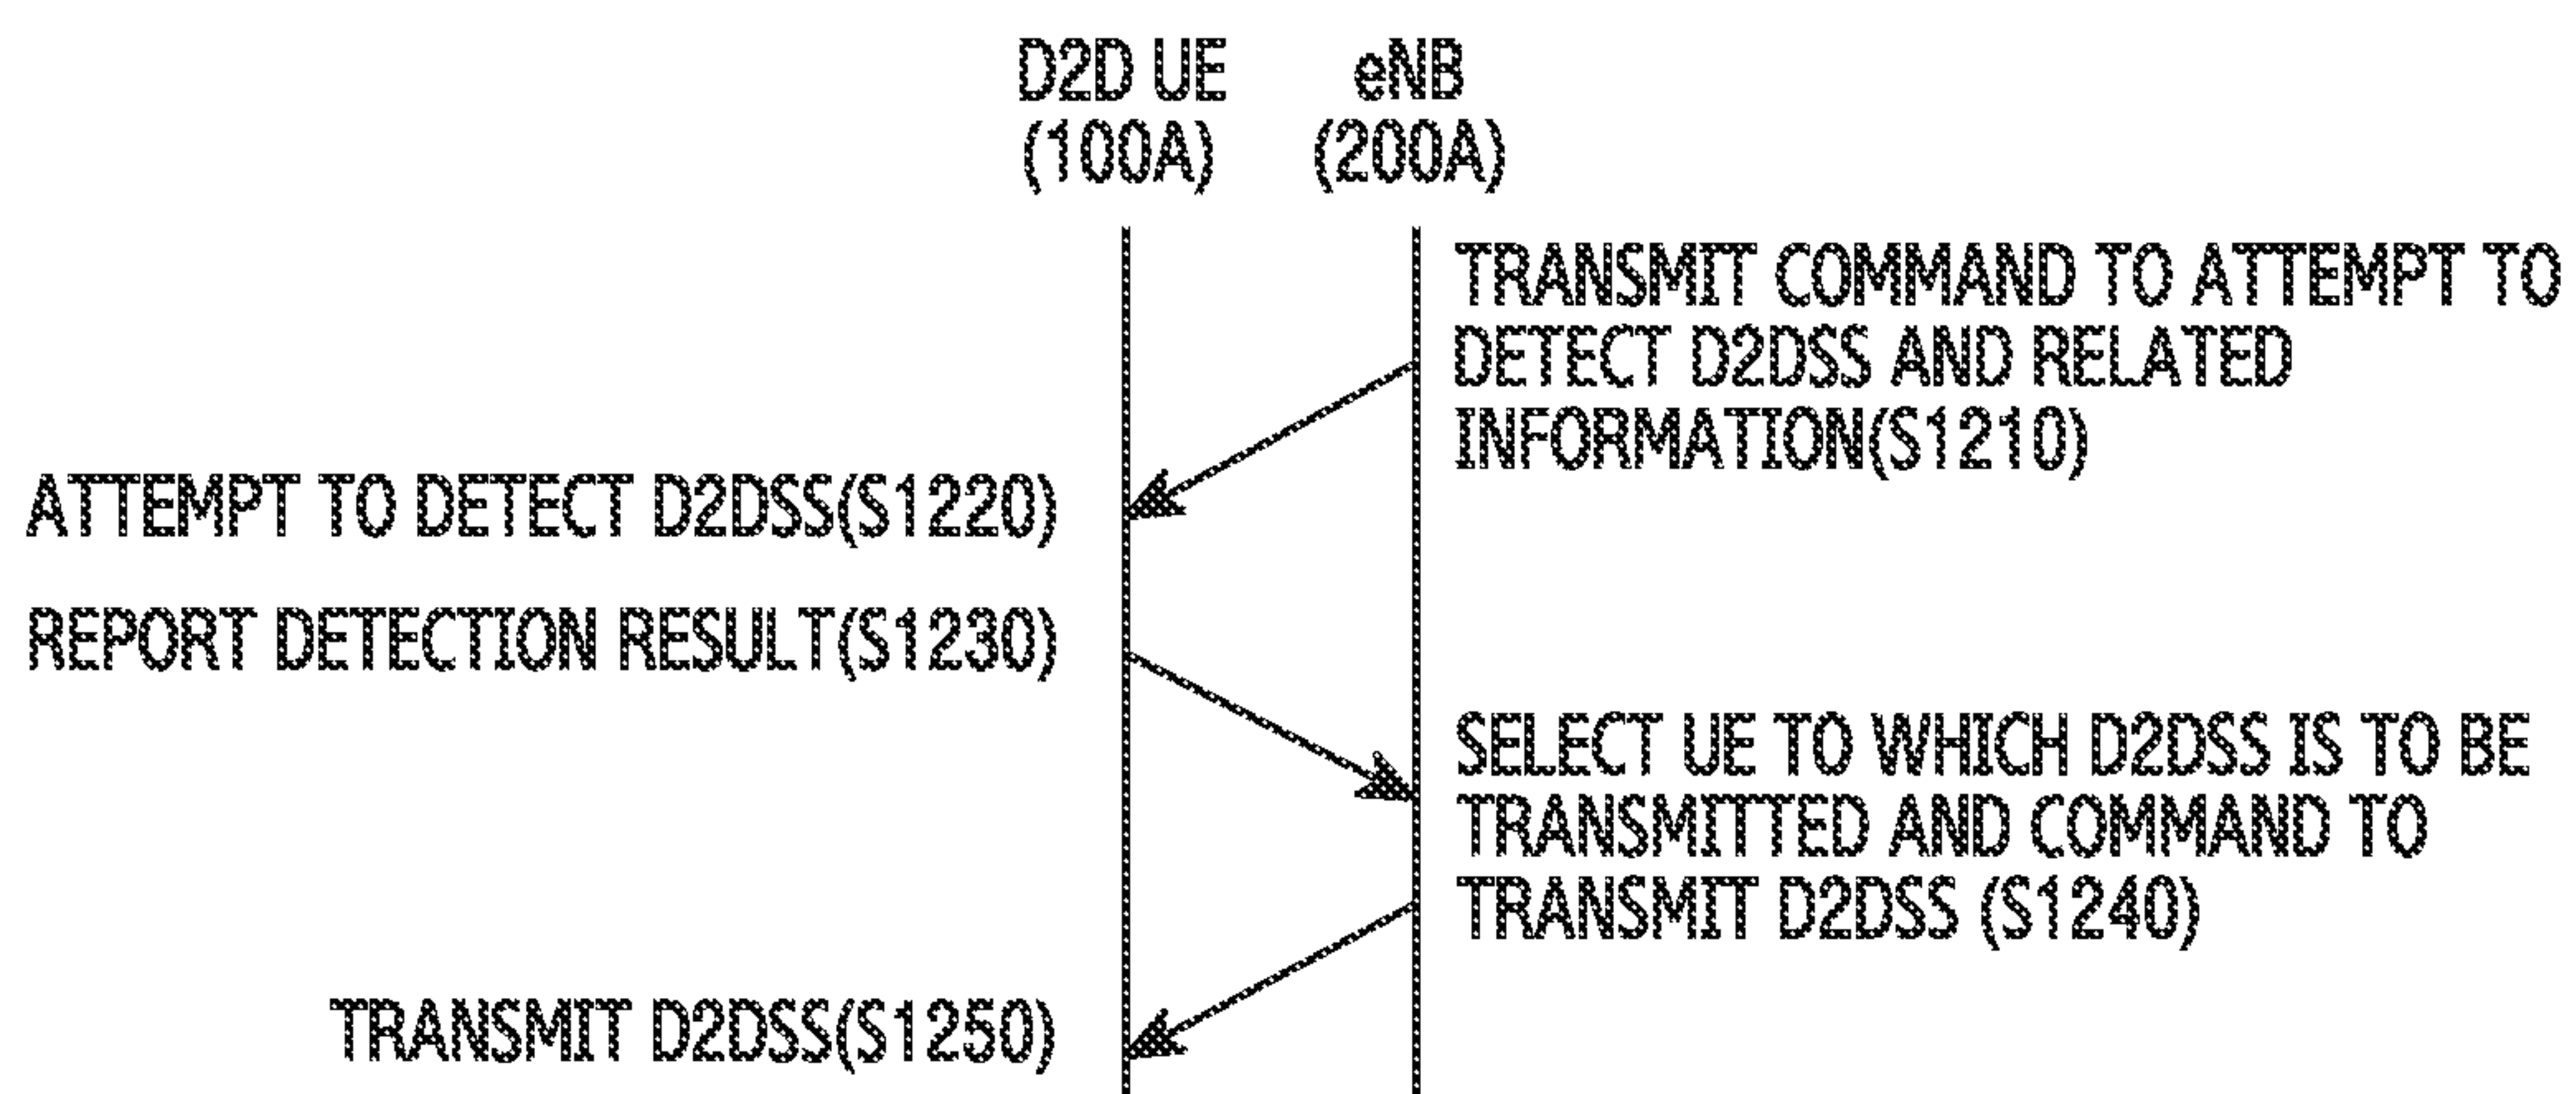 D2D UE
(100A)
eNB
(200A)
TRANSMIT COMMAND TO ATTEMPT TO
DETECT D2DSS AND RELATED
INFORMATION(S1210)
ATTEMPT TO DETECT D2DSS(S1220)
REPORT DETECTION RESULT(S1230)
SELECT UE TO WHICH D2DSS IS TO BE
TRANSMITTED AND COMMAND TO
TRANSMIT D2DSS (S1240)
TRANSMIT D2DSS(S1250)